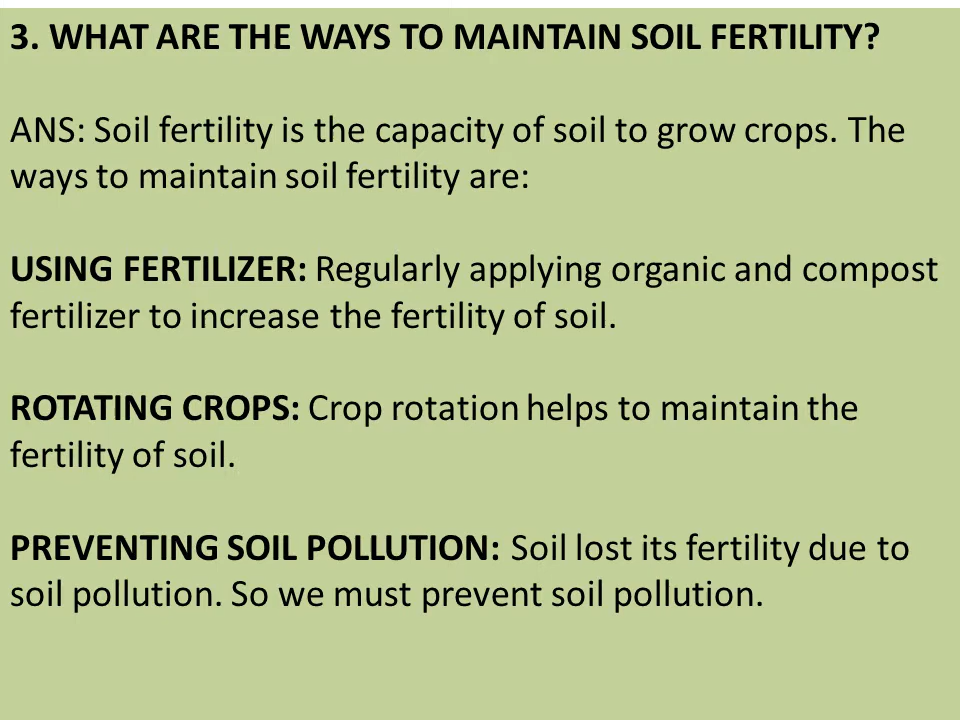 3. WHAT ARE THE WAYS TO MAINTAIN SOIL FERTILITY?
ANS: Soil fertility is the capacity of soil to grow crops. The
ways to maintain soil fertility are:
USING FERTILIZER: Regularly applying organic and compost
fertilizer to increase the fertility of soil.
ROTATING CROPS: Crop rotation helps to maintain the
fertility of soil.
PREVENTING SOIL POLLUTION: Soil lost its fertility due to
soil pollution. So we must prevent soil pollution.